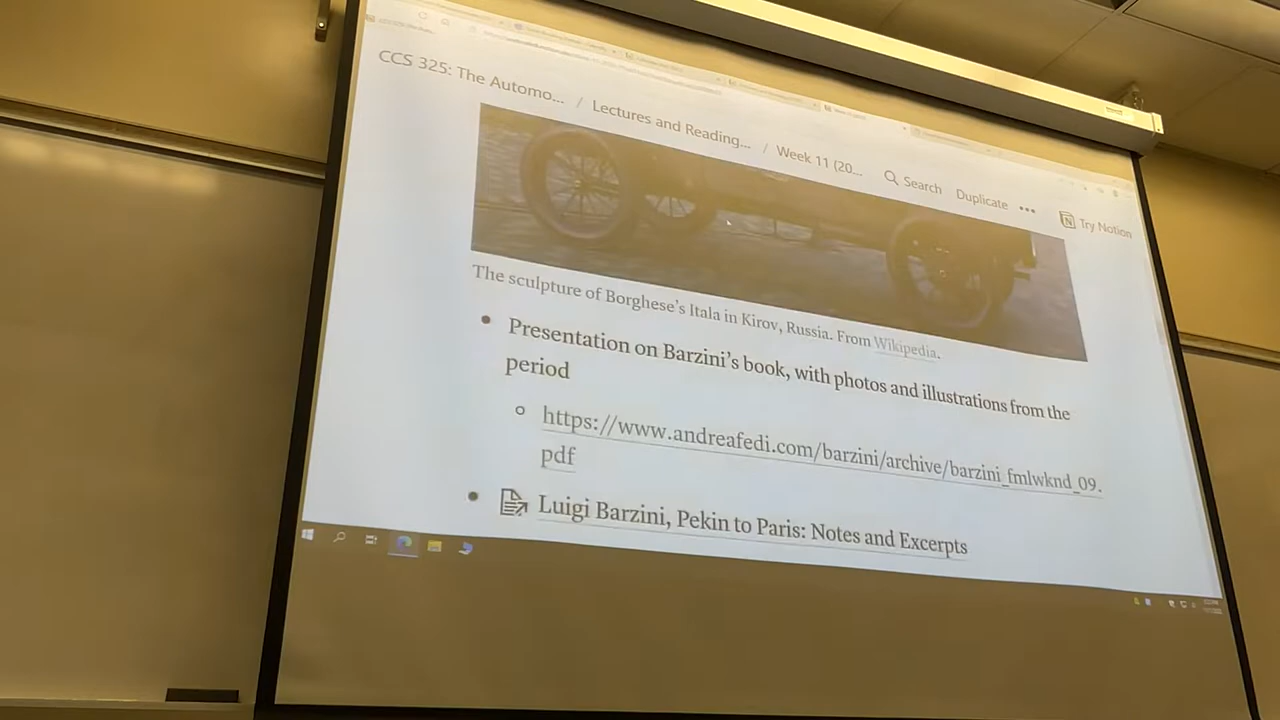 CCS 325: The Automo... / Lectures and Reading... / Week 11 (20...
Search Duplicate ••• Try Notion
The sculpture of Borghese's Itala in Kirov, Russia. From Wikipedia.
• Presentation on Barzini's book, with photos and illustrations from the
period
https://www.andreafedi.com/barzini/archive/barzini_fmlwknd_09.
pdf
• Luigi Barzini, Pekin to Paris: Notes and Excerpts